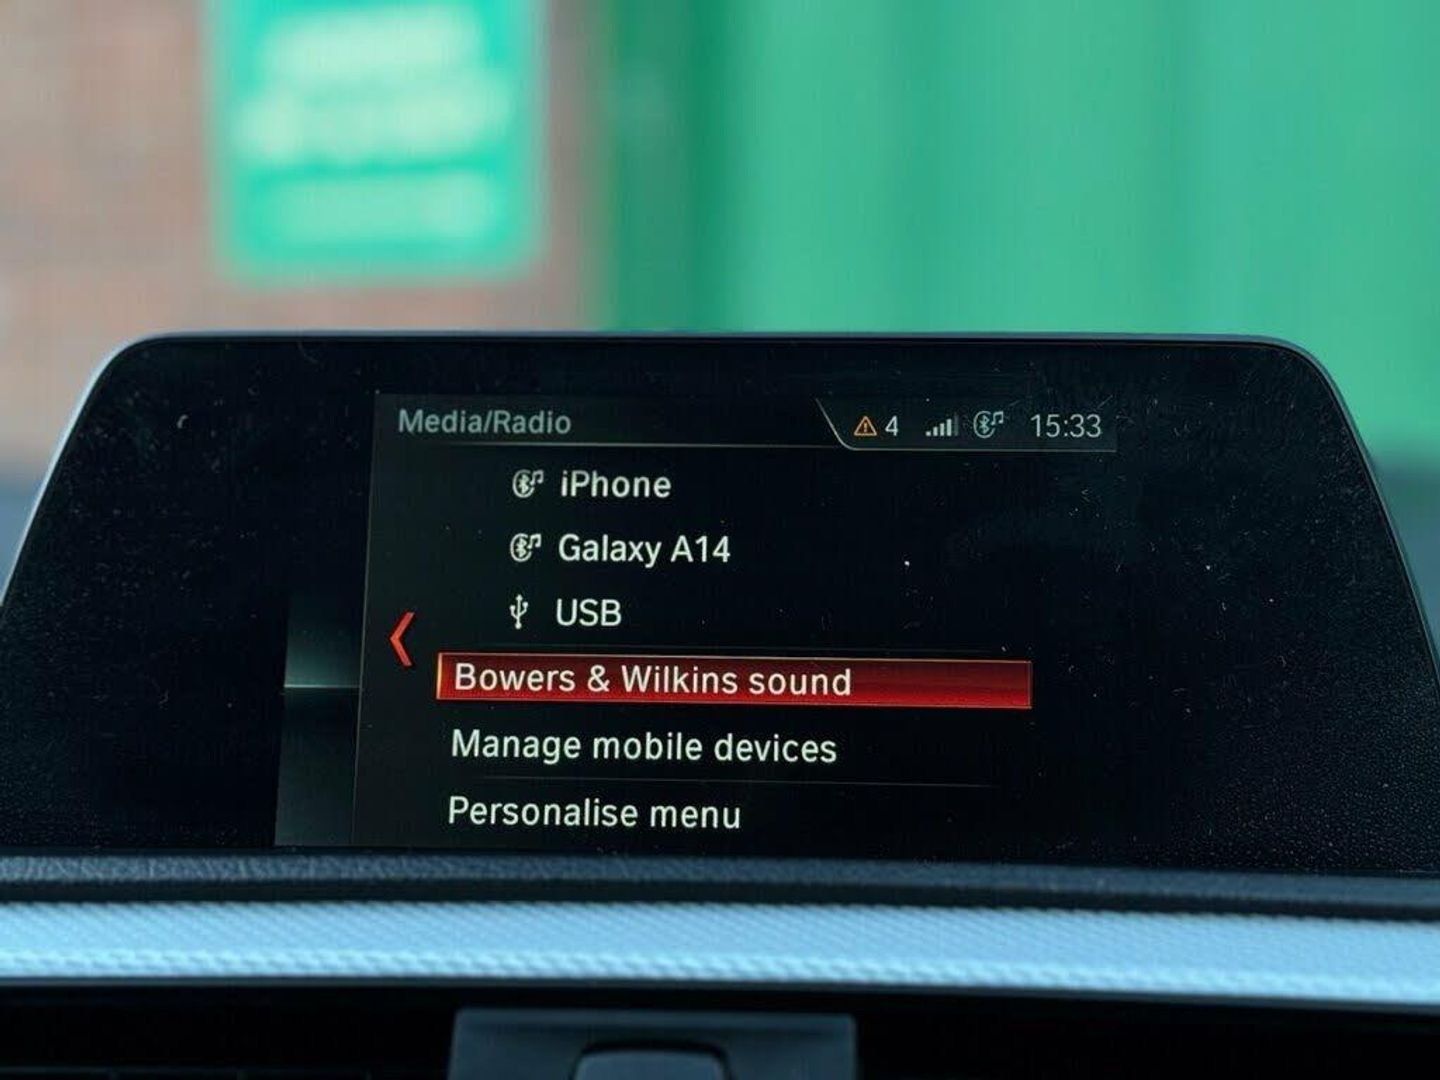 Media/Radio
4 15:33
iPhone
Galaxy A14
USB
Bowers & Wilkins sound
Manage mobile devices
Personalise menu